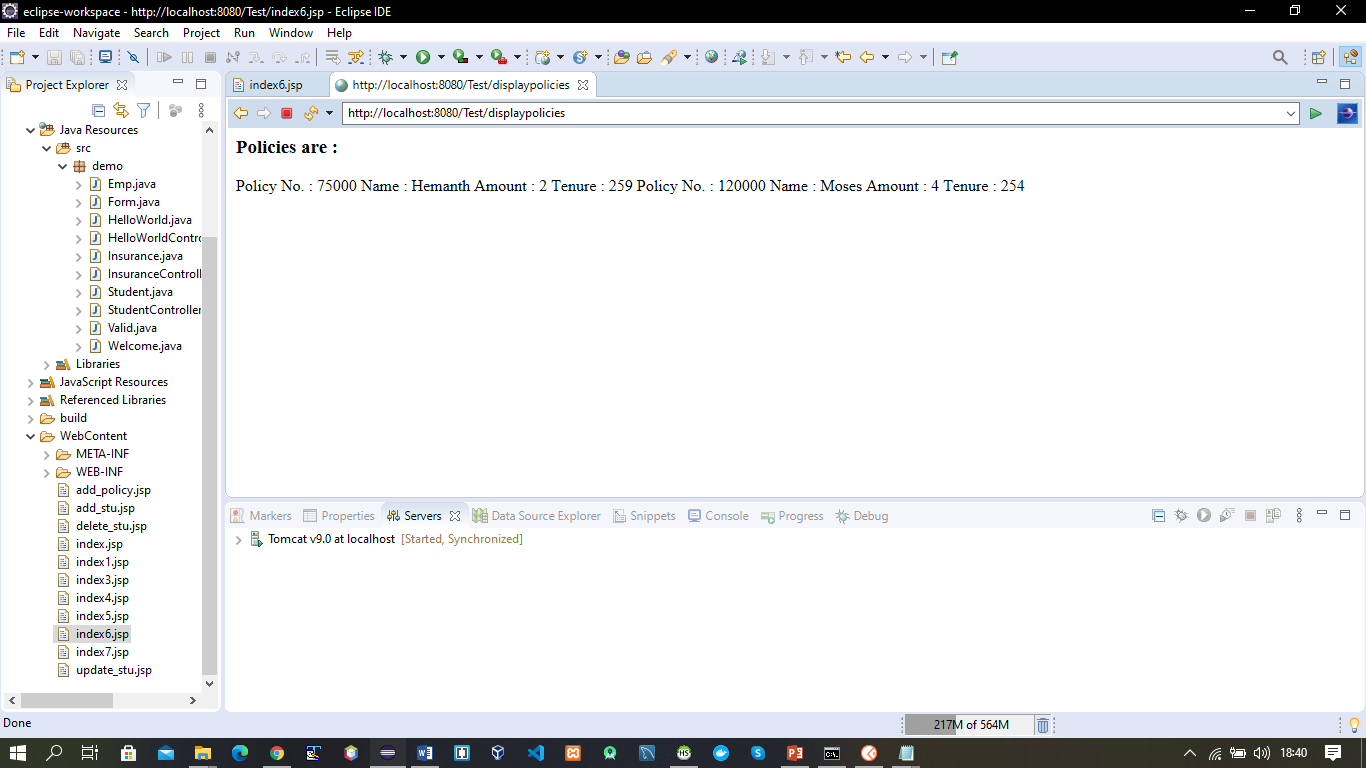 eclipse-workspace - http://localhost:8080/Test/index6.jsp - Eclipse IDE
File Edit Navigate Search Project Run Window Help
Project Explorer
index6.jsp
http://localhost:8080/Test/displaypolicies
http://localhost:8080/Test/displaypolicies
Java Resources
src
demo
Emp.java
Form.java
HelloWorld.java
HelloWorldContro
Insurance.java
InsuranceControll
Student.java
StudentController
Valid.java
Welcome.java
Libraries
JavaScript Resources
Referenced Libraries
build
WebContent
META-INF
WEB-INF
add_policy.jsp
add_stu.jsp
delete_stu.jsp
index.jsp
index1.jsp
index3.jsp
index4.jsp
index5.jsp
index6.jsp
index7.jsp
update_stu.jsp
Policies are :
Policy No. : 75000 Name : Hemanth Amount : 2 Tenure : 259 Policy No. : 120000 Name : Moses Amount : 4 Tenure : 254
Markers Properties Servers Data Source Explorer Snippets Console Progress Debug
Tomcat v9.0 at localhost [Started, Synchronized]
Done
217M of 564M
18:40